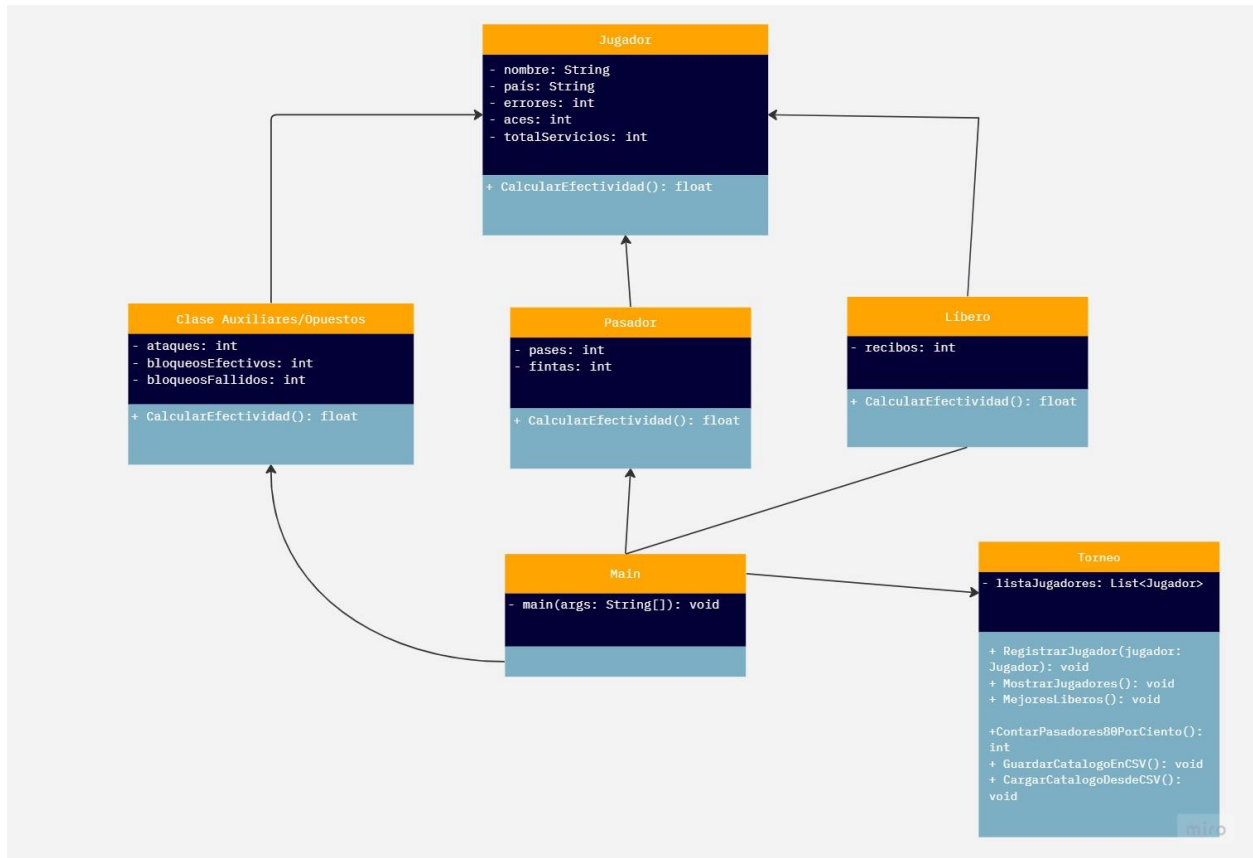 Jugador
- nombre: String
- país: String
- errores: int
- aces: int
- totalServicios: int
+ CalcularEfectividad(): float
Clase Auxiliares/Opuestos
- ataques: int
- bloqueosEfectivos: int
- bloqueosFallidos: int
+ CalcularEfectividad(): float
Pasador
- pases: int
- fintas: int
+ CalcularEfectividad(): float
Líbero
- recibos: int
+ CalcularEfectividad(): float
Main
- main(args: String[]): void
Torneo
- listaJugadores: List<Jugador>
+ RegistrarJugador(jugador:
Jugador): void
+ MostrarJugadores(): void
+ MejoresLiberos(): void
+ContarPasadores80PorCiento():
int
+ GuardarCatalogoEnCSV(): void
+ CargarCatalogoDesdeCSV():
void
miro